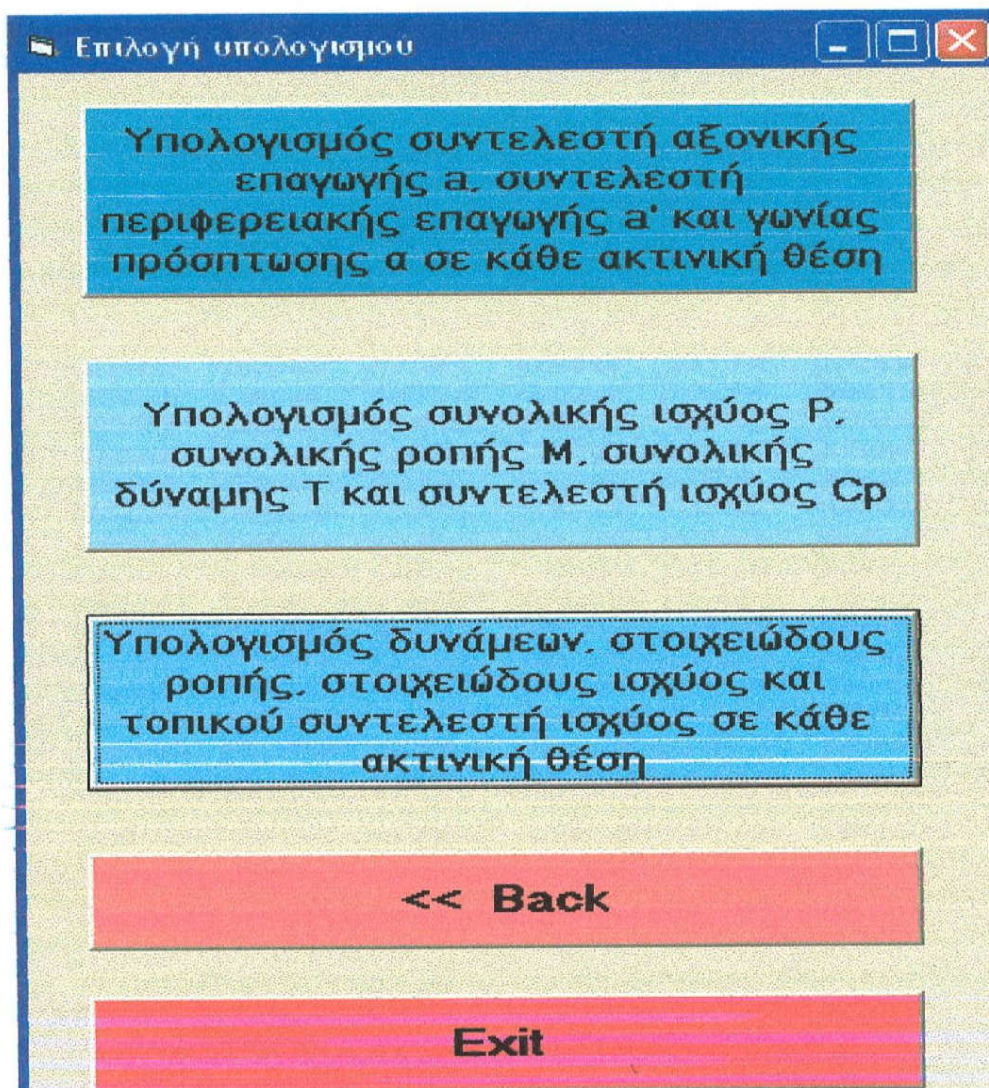 Επιλογή υπολογισμού
Υπολογισμός συντελεστή αξονικής
επαγωγής a, συντελεστή
περιφερειακής επαγωγής a' και γωνίας
πρόσπτωσης α σε κάθε ακτινική θέση
Υπολογισμός συνολικής ισχύος P,
συνολικής ροπής M, συνολικής
δύναμης T και συντελεστή ισχύος Cp
Υπολογισμός δυνάμεων, στοιχειώδους
ροπής, στοιχειώδους ισχύος και
τοπικού συντελεστή ισχύος σε κάθε
ακτινική θέση
<< Back
Exit